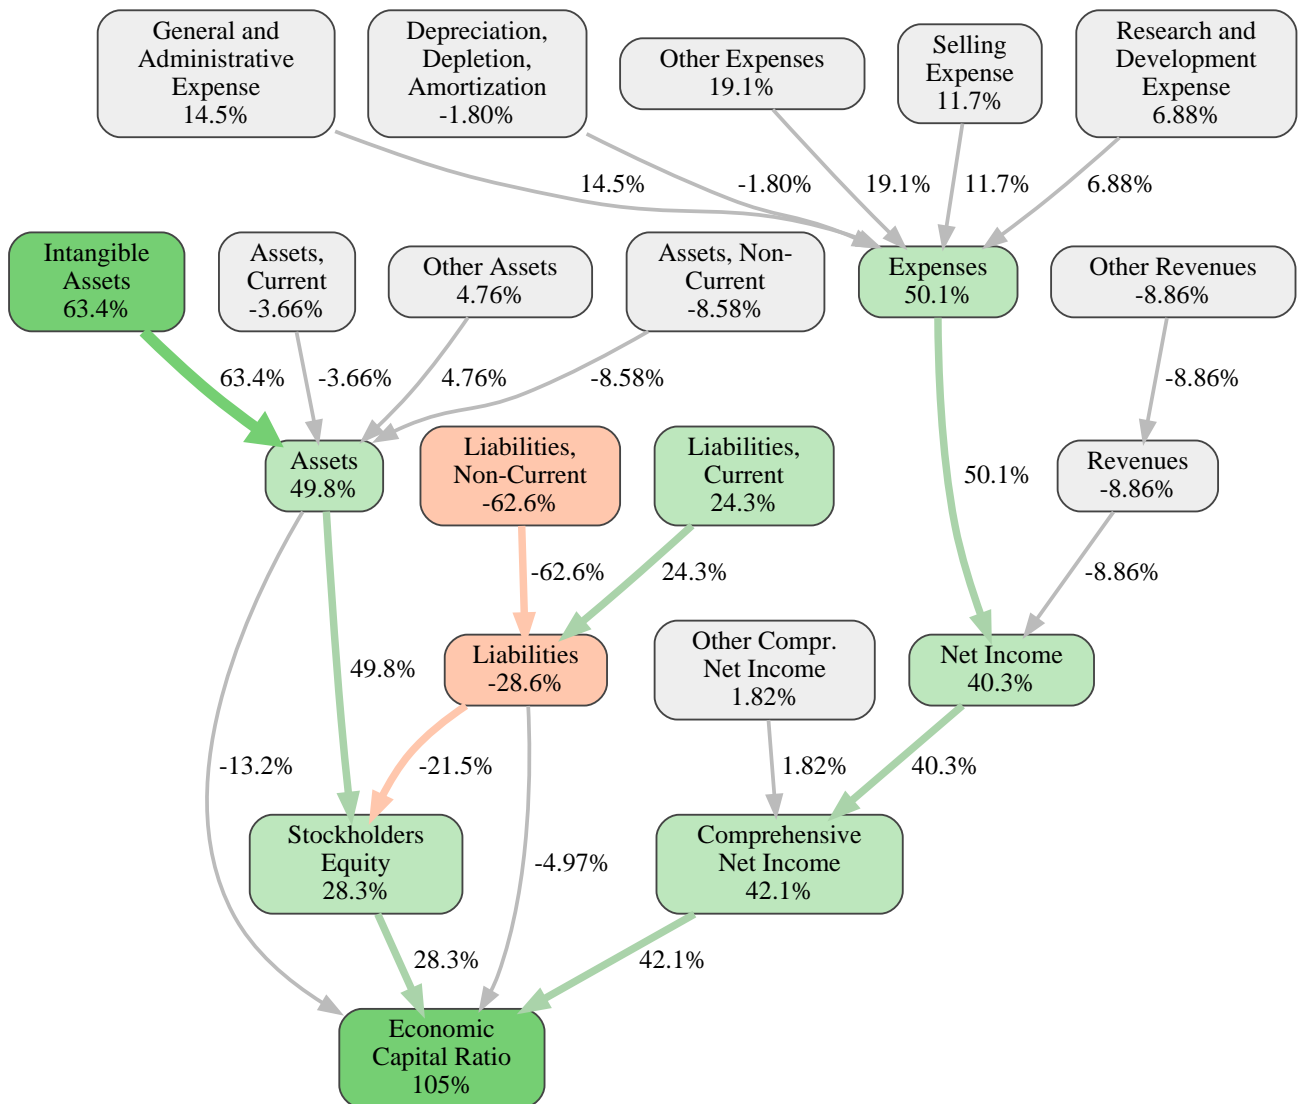 General and
Administrative
Expense
14.5%
Depreciation,
Depletion,
Amortization
-1.80%
Other Expenses
19.1%
Selling
Expense
11.7%
Research and
Development
Expense
6.88%
14.5%
-1.80%
19.1%
11.7%
6.88%
Intangible
Assets
63.4%
Assets,
Current
-3.66%
Other Assets
4.76%
Assets, Non-
Current
-8.58%
Expenses
50.1%
Other Revenues
-8.86%
63.4%
-3.66%
4.76%
-8.58%
-8.86%
Assets
49.8%
Liabilities,
Non-Current
-62.6%
Liabilities,
Current
24.3%
50.1%
Revenues
-8.86%
-62.6%
24.3%
-8.86%
49.8%
Liabilities
-28.6%
Other Compr.
Net Income
1.82%
Net Income
40.3%
-13.2%
-21.5%
1.82%
40.3%
Stockholders
Equity
28.3%
-4.97%
Comprehensive
Net Income
42.1%
28.3%
42.1%
Economic
Capital Ratio
105%